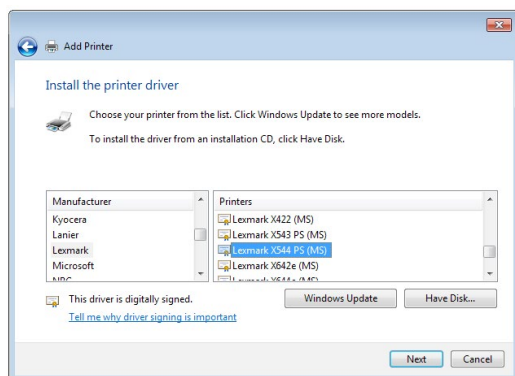 Add Printer
Install the printer driver
Choose your printer from the list. Click Windows Update to see more models.
To install the driver from an installation CD, click Have Disk.
Manufacturer
Kyocera
Lanier
Lexmark
Microsoft
Printers
Lexmark X422 (MS)
Lexmark X543 PS (MS)
Lexmark X544 PS (MS)
Lexmark X642e (MS)
This driver is digitally signed.
Tell me why driver signing is important
Windows Update
Have Disk...
Next
Cancel